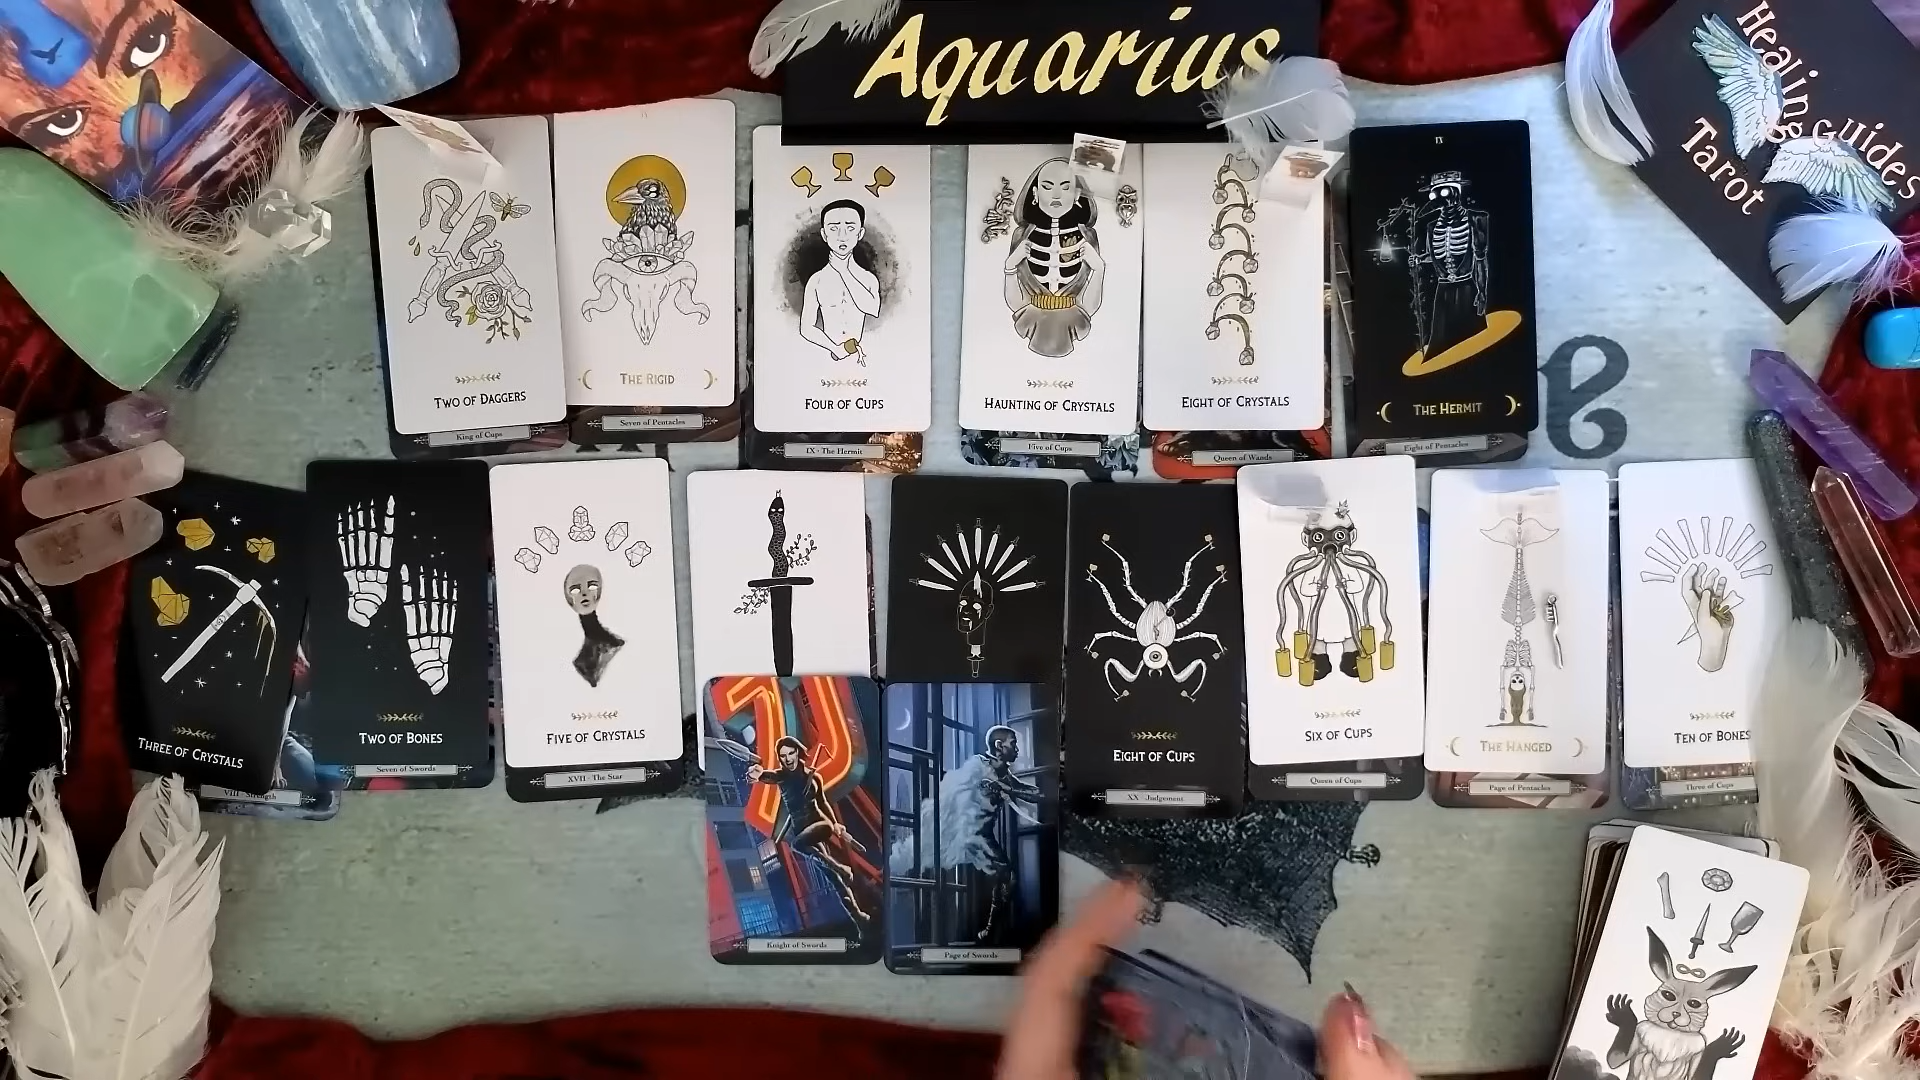 Aquarius
Healing Guides
Tarot
IX
TWO OF DAGGERS
THE RIGID
FOUR OF CUPS
HAUNTING OF CRYSTALS
EIGHT OF CRYSTALS
THE HERMIT
King of Cups
Seven of Pentacles
IX · The Hermit
Five of Cups
Queen of Wands
Eight of Pentacles
THREE OF CRYSTALS
TWO OF BONES
FIVE OF CRYSTALS
EIGHT OF CUPS
SIX OF CUPS
THE HANGED
TEN OF BONES
VIII · Strength
Seven of Swords
XVII · The Star
XX · Judgement
Queen of Cups
Page of Pentacles
Three of Cups
Knight of Swords
Page of Swords